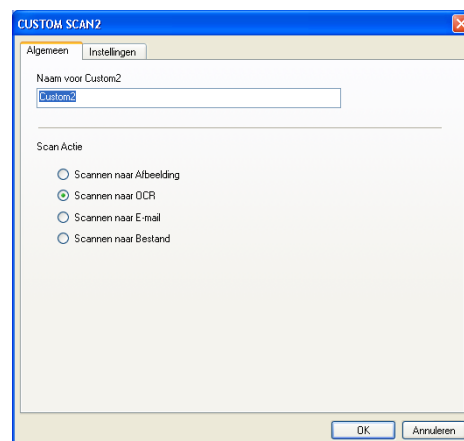 CUSTOM SCAN2
Algemeen Instellingen
Naam voor Custom2
Custom2
Scan Actie
Scannen naar Afbeelding
Scannen naar OCR
Scannen naar E-mail
Scannen naar Bestand
OK Annuleren